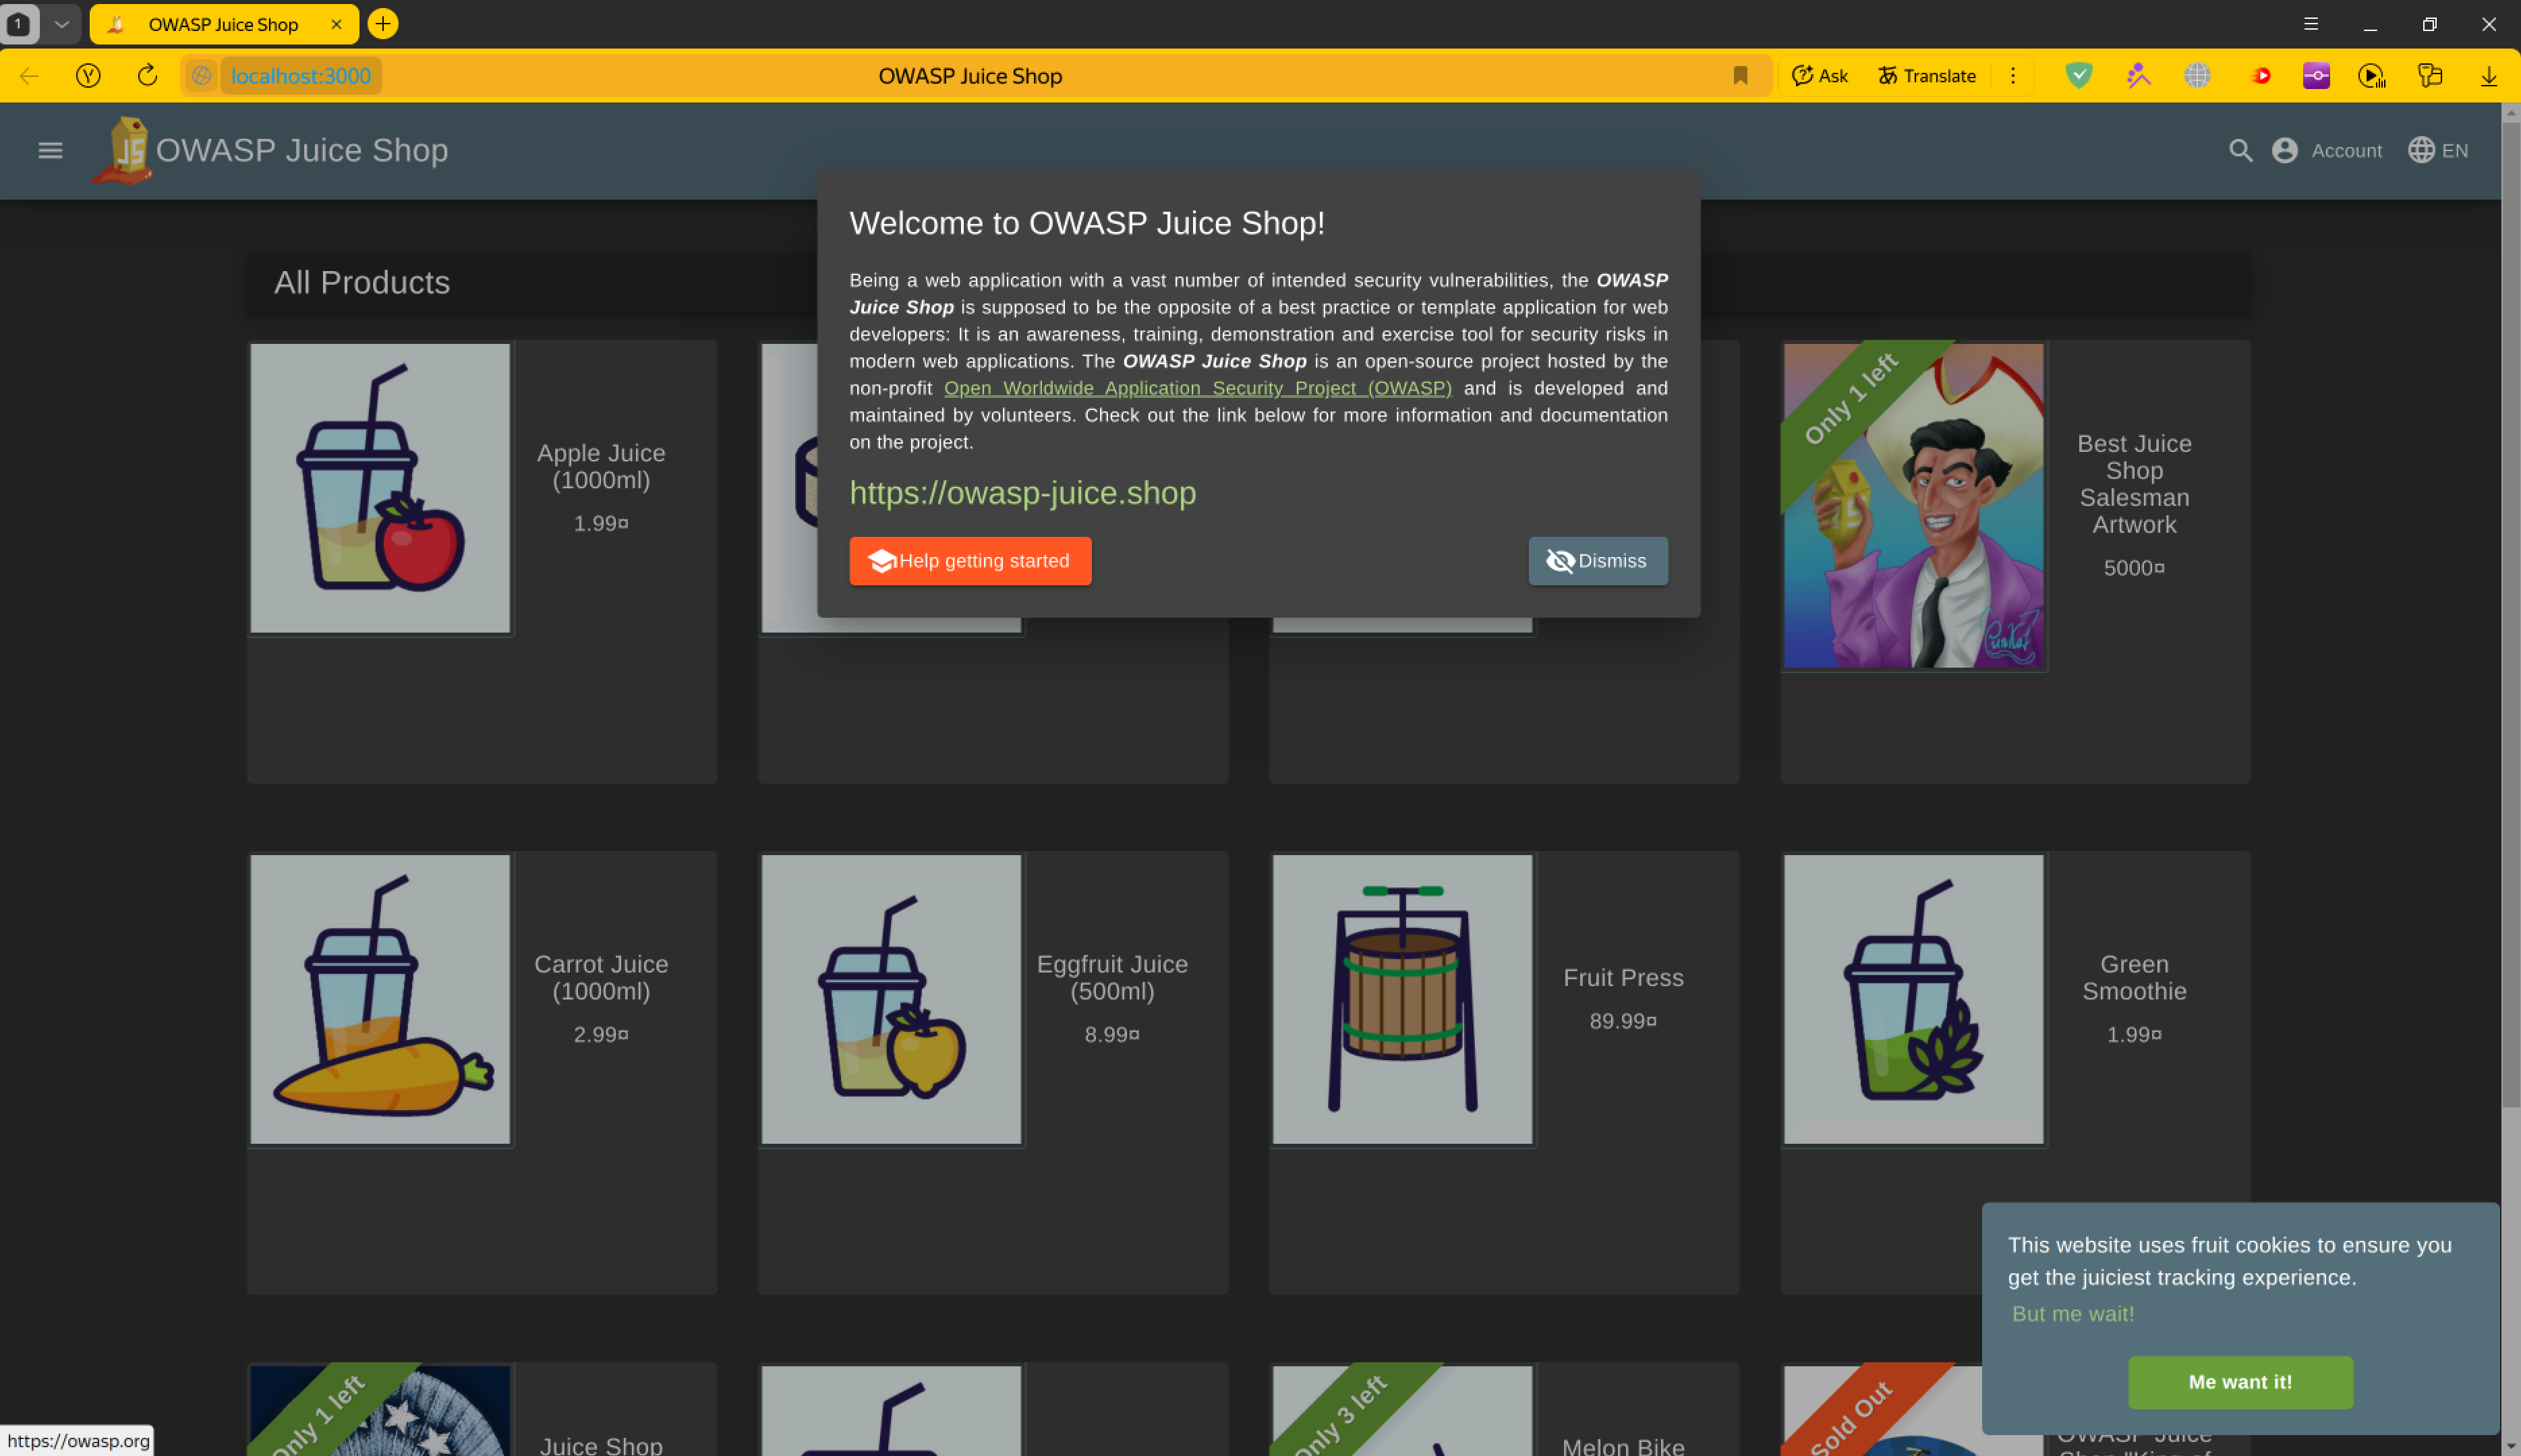 1
OWASP Juice Shop
localhost:3000
OWASP Juice Shop
Ask
Translate
JS
OWASP Juice Shop
Account
EN
Welcome to OWASP Juice Shop!
Being a web application with a vast number of intended security vulnerabilities, the OWASP
Juice Shop is supposed to be the opposite of a best practice or template application for web
developers: It is an awareness, training, demonstration and exercise tool for security risks in
modern web applications. The OWASP Juice Shop is an open-source project hosted by the
non-profit Open Worldwide Application Security Project (OWASP) and is developed and
maintained by volunteers. Check out the link below for more information and documentation
on the project.
https://owasp-juice.shop
Help getting started
Dismiss
All Products
Apple Juice
(1000ml)
1.99¤
Only 1 left
Best Juice
Shop
Salesman
Artwork
5000¤
Carrot Juice
(1000ml)
2.99¤
Eggfruit Juice
(500ml)
8.99¤
Fruit Press
89.99¤
Green
Smoothie
1.99¤
This website uses fruit cookies to ensure you
get the juiciest tracking experience.
But me wait!
Me want it!
Only 1 left
Juice Shop
Only 3 left
Melon Bike
Sold Out
OWASP Juice
Shop "King of
https://owasp.org